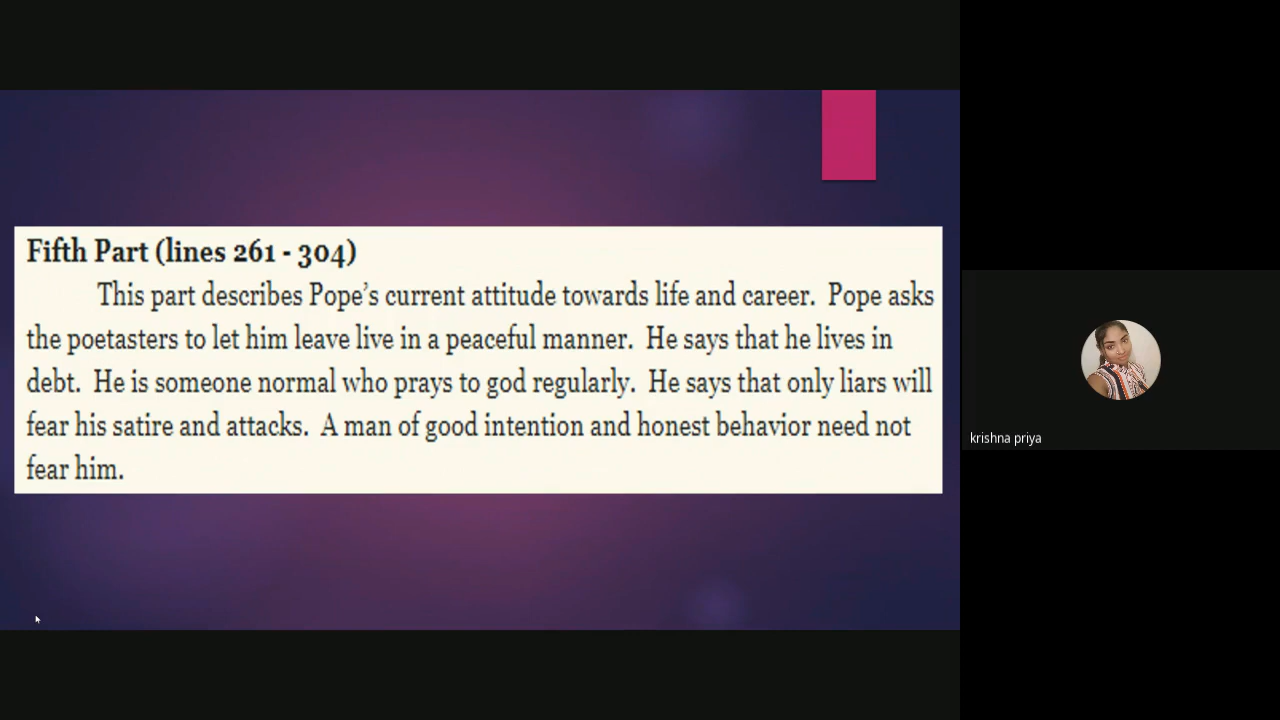 Fifth Part (lines 261 - 304)
This part describes Pope's current attitude towards life and career.  Pope asks
the poetasters to let him leave live in a peaceful manner.  He says that he lives in
debt.  He is someone normal who prays to god regularly.  He says that only liars will
fear his satire and attacks.  A man of good intention and honest behavior need not
fear him.
krishna priya